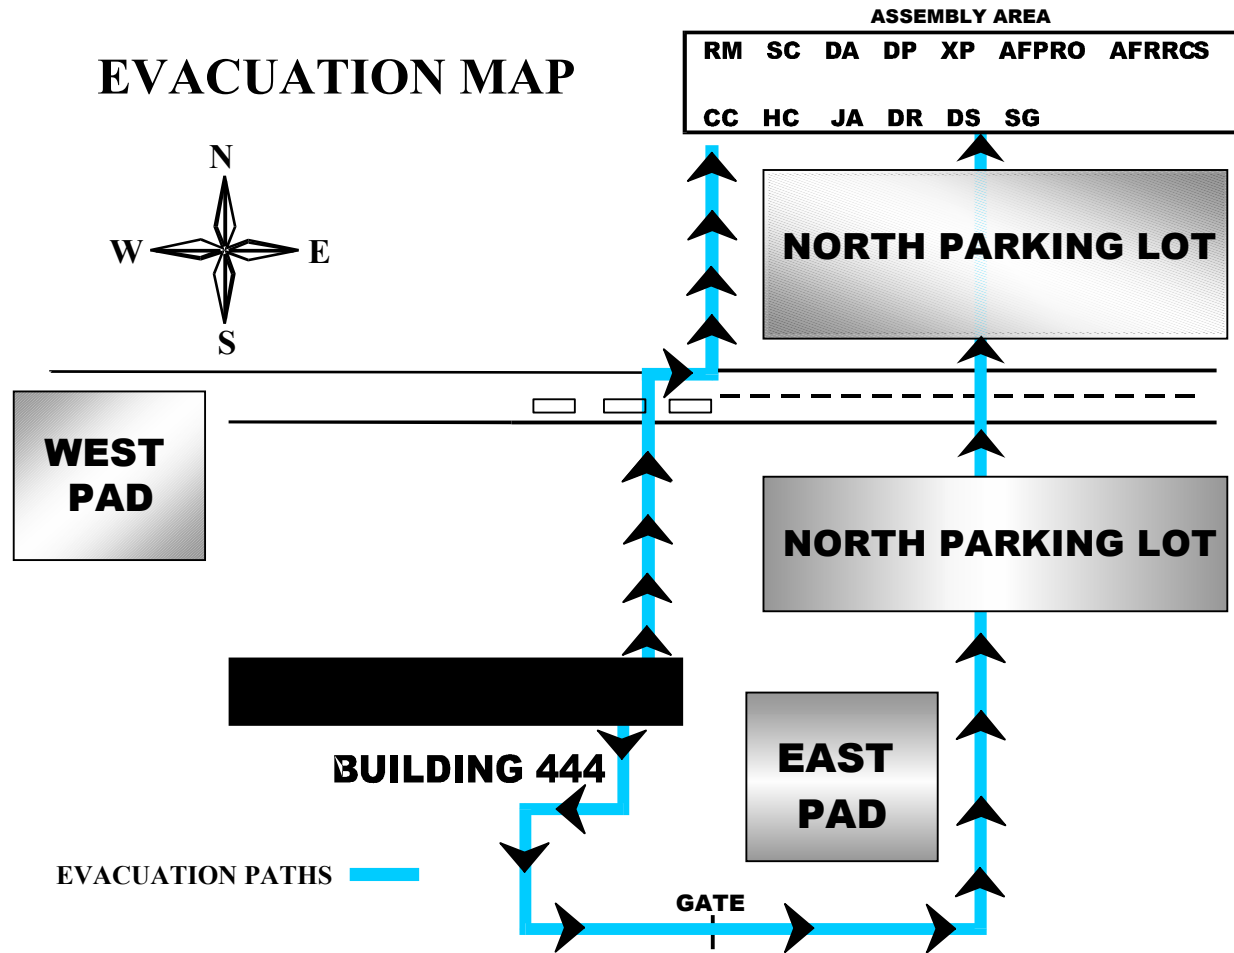 ASSEMBLY AREA
RM SC DA DP XP AFPRO AFRRCS
CC HC JA DR DS SG
EVACUATION MAP
N
W E
S
NORTH PARKING LOT
WEST
PAD
NORTH PARKING LOT
BUILDING 444
EAST
PAD
EVACUATION PATHS
GATE